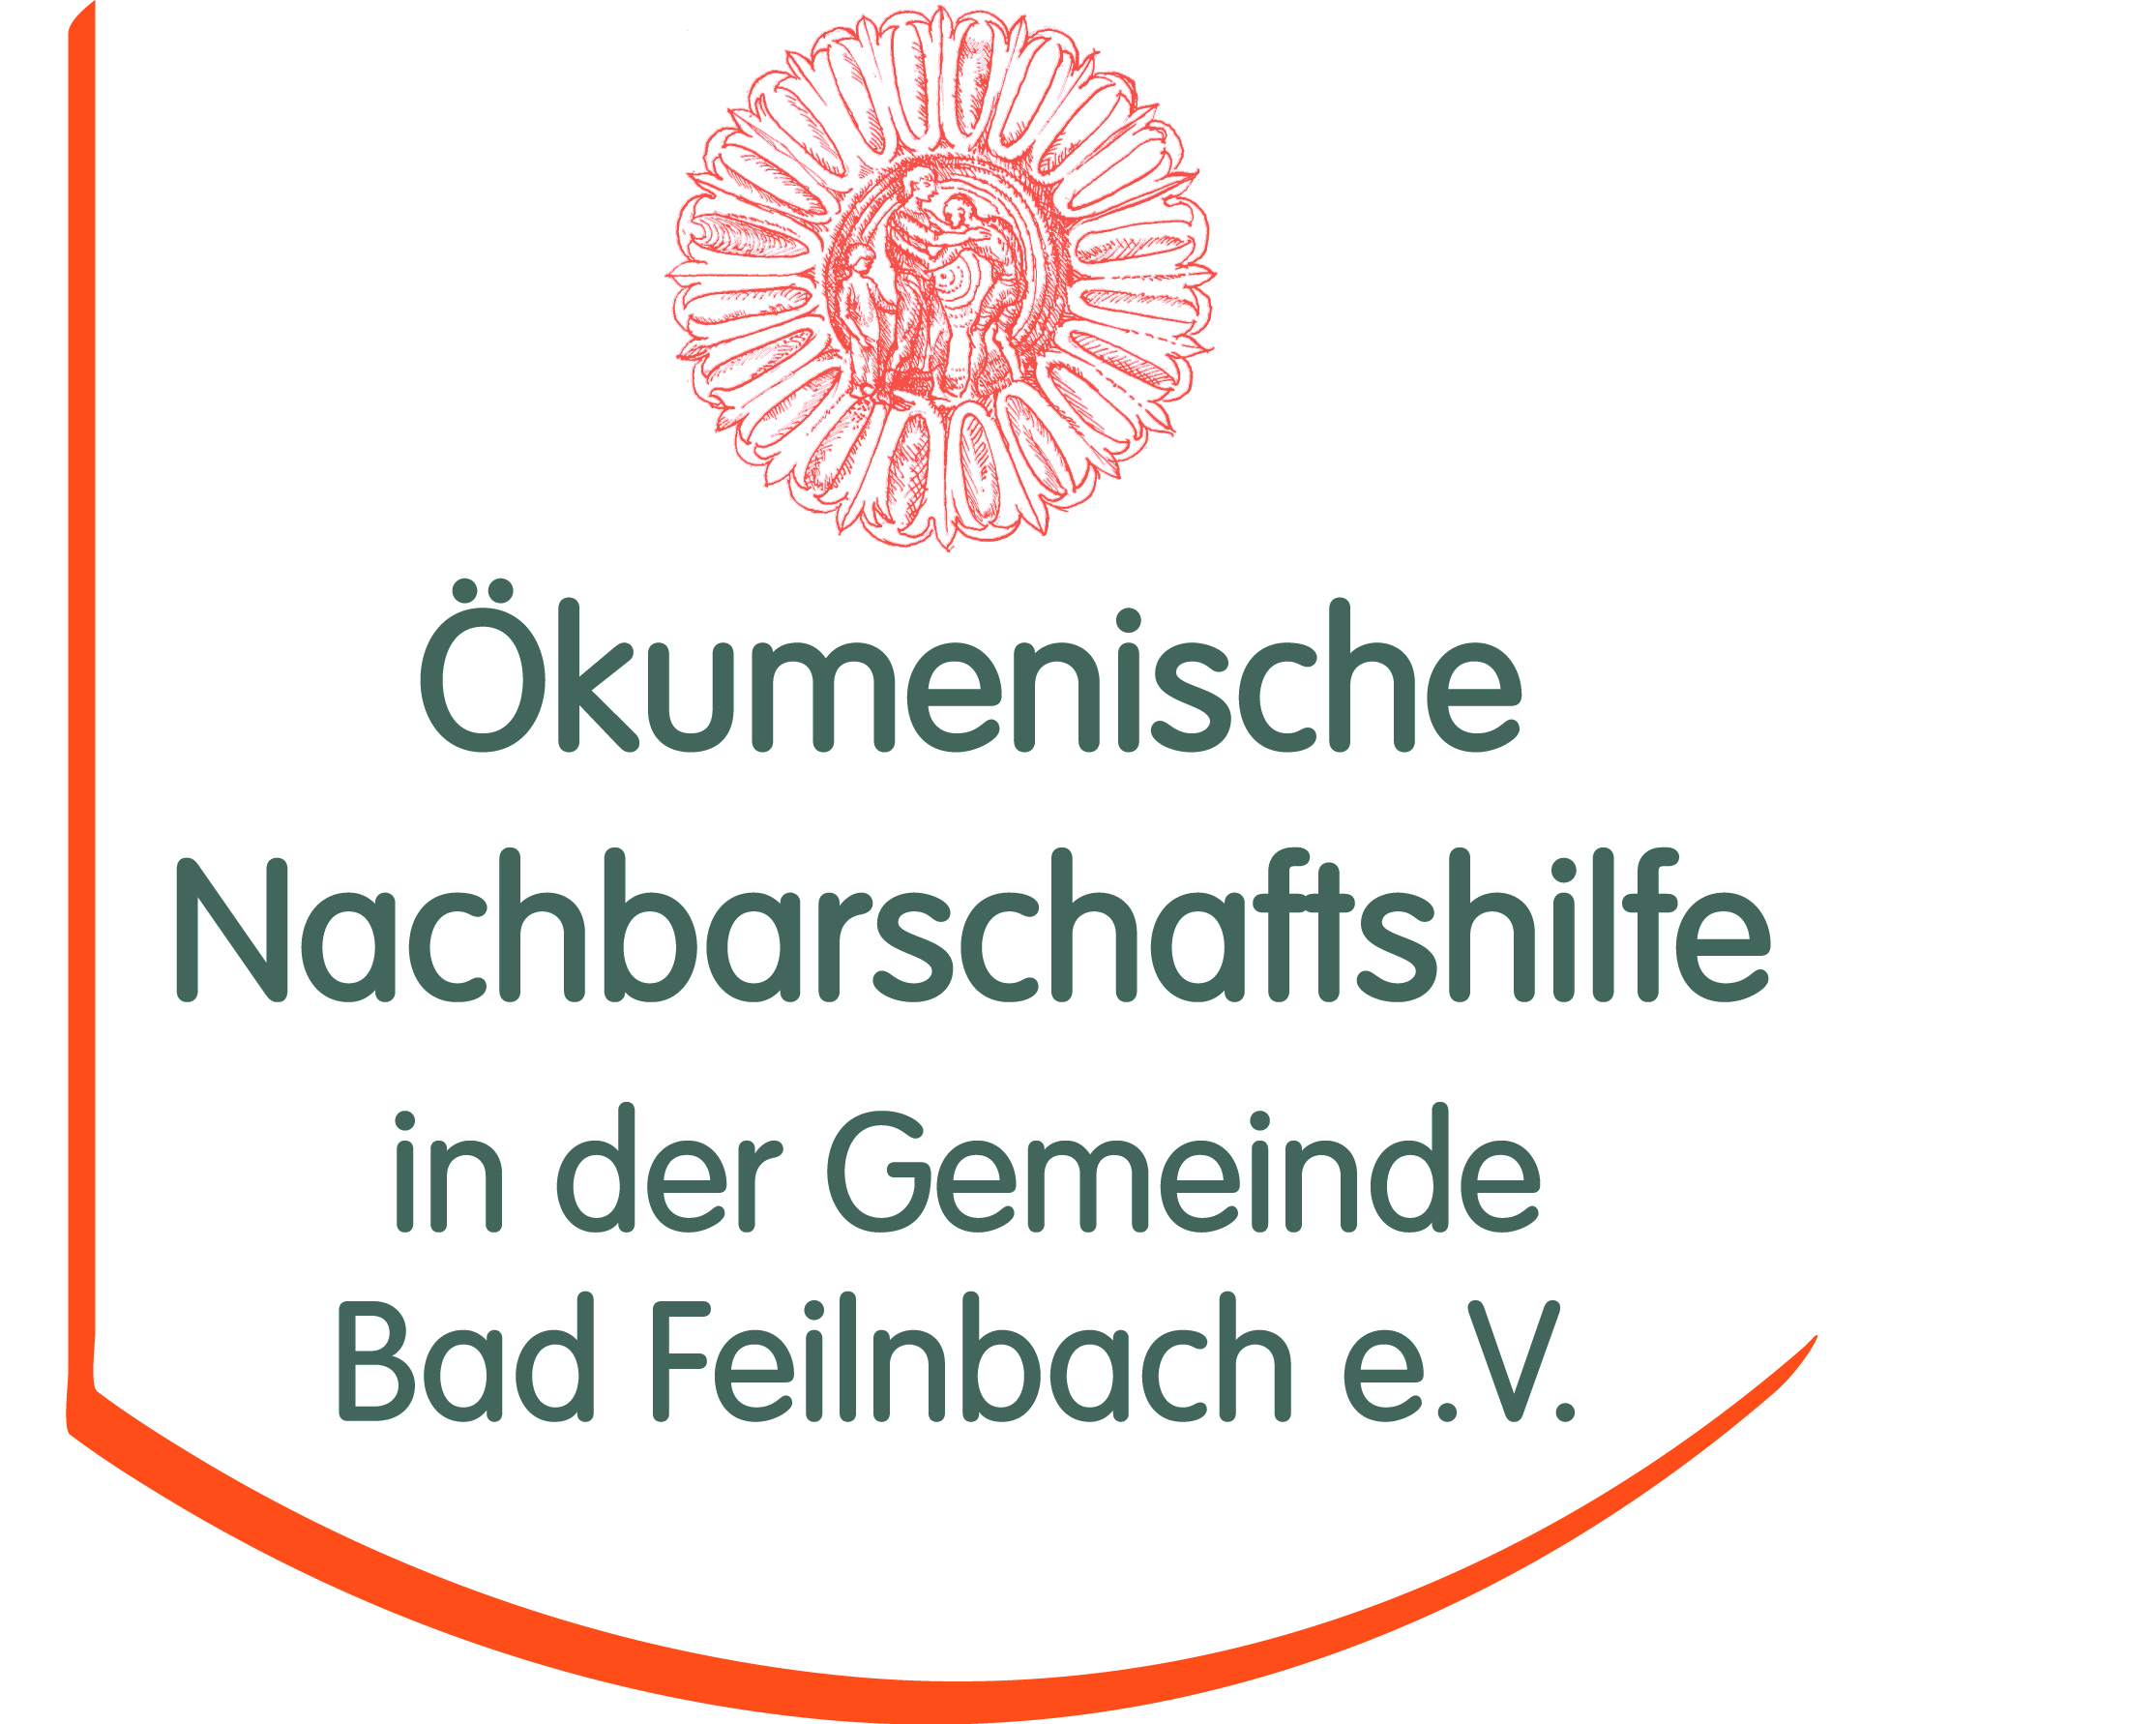 Ökumenische
Nachbarschaftshilfe
in der Gemeinde
Bad Feilnbach e.V.